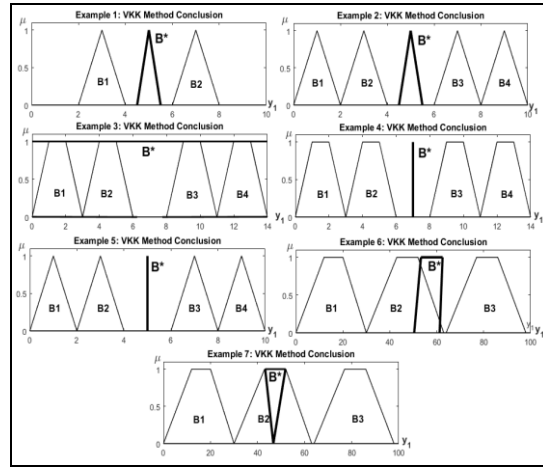 Example 1: VKK Method Conclusion
μ
1
0.5
0
B1
B*
B2
0 2 4 6 8 10
y1
Example 2: VKK Method Conclusion
μ
1
0.5
0
B1
B2
B*
B3
B4
0 2 4 6 8 10
y1
Example 3: VKK Method Conclusion
μ
1
0.5
0
B*
B1
B2
B3
B4
0 2 4 6 8 10 12 14
y1
Example 4: VKK Method Conclusion
μ
1
0.5
0
B1
B2
B*
B3
B4
0 2 4 6 8 10 12 14
y1
Example 5: VKK Method Conclusion
μ
1
0.5
0
B1
B2
B*
B3
B4
0 2 4 6 8 10
y1
Example 6: VKK Method Conclusion
μ
1
0.5
0
B1
B2
B*
B3
y1
0 20 40 60 80 100
y1
Example 7: VKK Method Conclusion
μ
1
0.5
0
B1
B2
B*
B3
0 20 40 60 80 100
y1